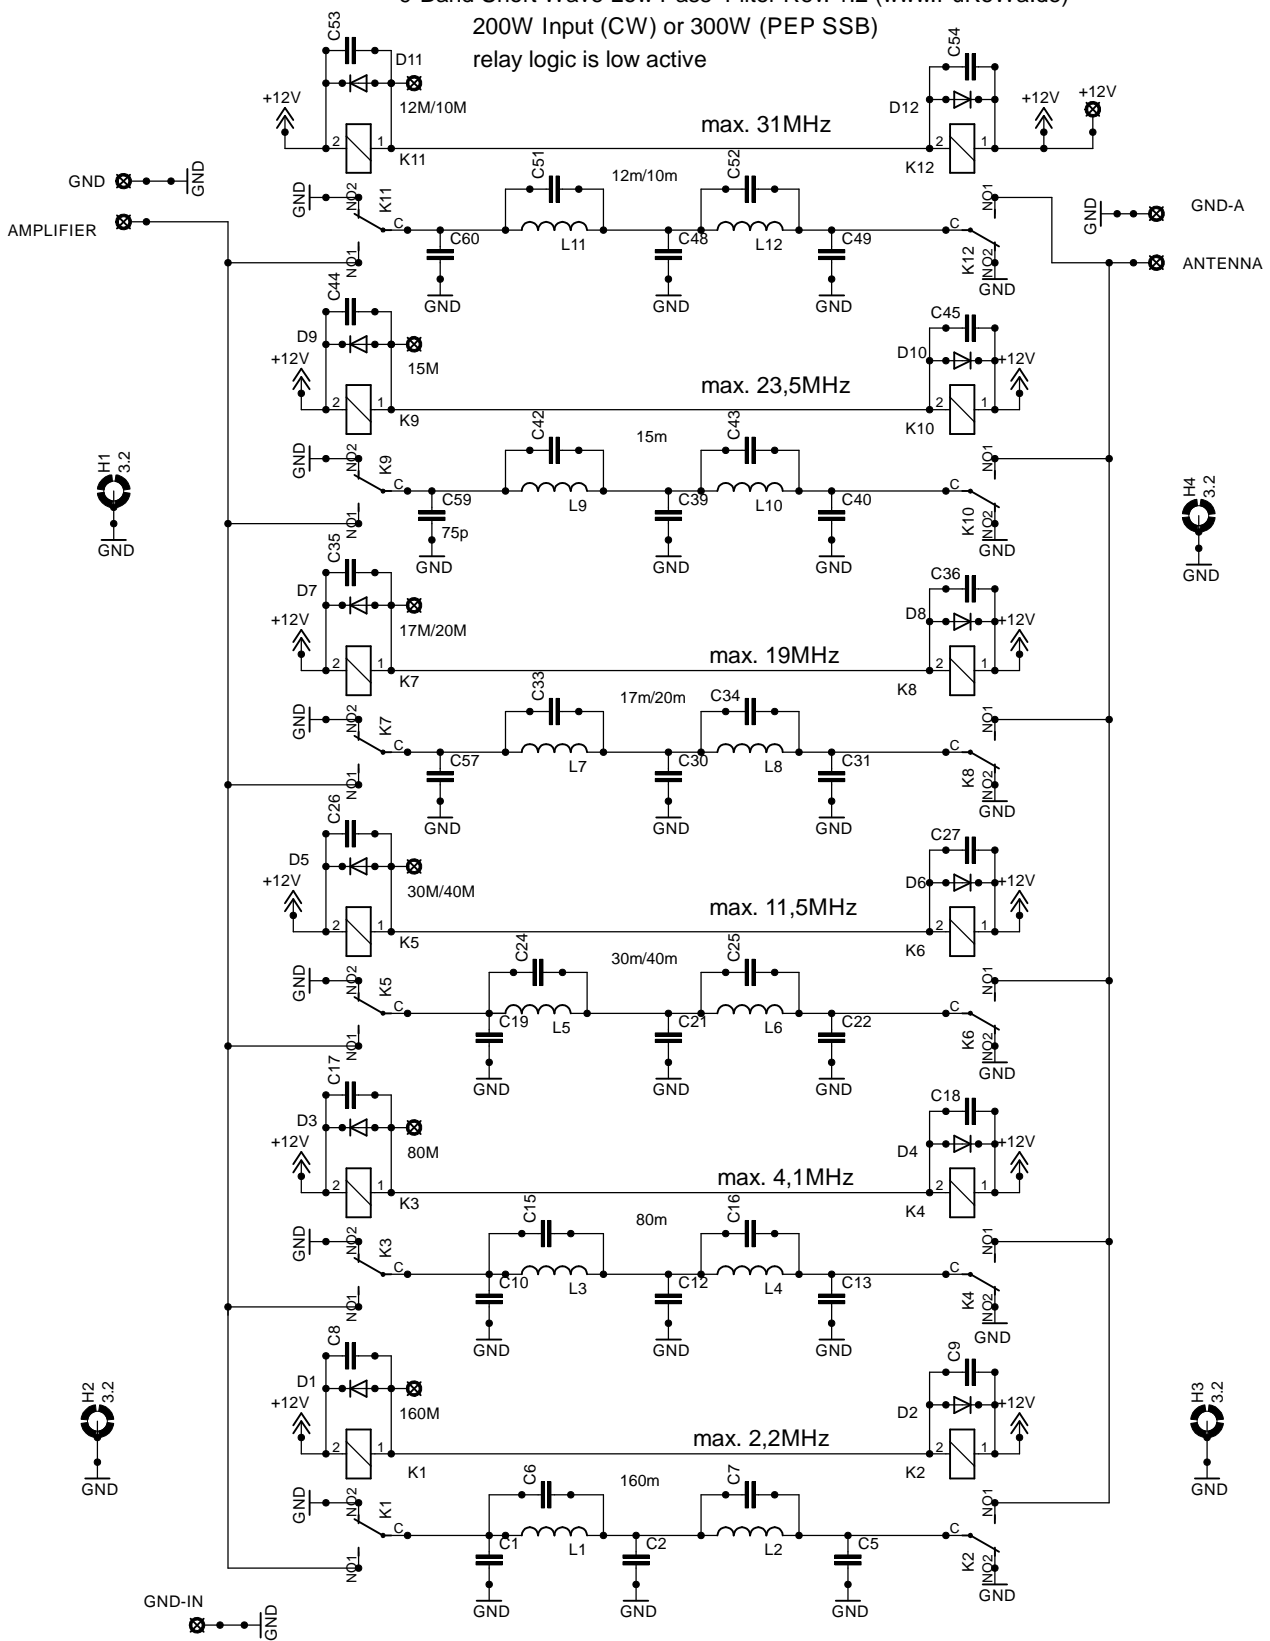 200W Input (CW) or 300W (PEP SSB)
relay logic is low active
C53
D11
12M/10M
+12V
2
1
K11
max. 31MHz
C54
D12
+12V
+12V
2
1
K12
GND
GND
AMPLIFIER
GND
NO2
K11
C
NO1
C60
GND
C51
L11
12m/10m
C48
GND
C52
L12
C49
GND
C
K12
NO1
NO2
GND
GND
GND-A
ANTENNA
C44
D9
15M
+12V
2
1
K9
max. 23,5MHz
C45
D10
+12V
2
1
K10
GND
NO2
K9
C
NO1
C59
75p
GND
C42
L9
15m
C39
GND
C43
L10
C40
GND
C
K10
NO1
NO2
GND
H1
3.2
GND
H4
3.2
GND
C35
D7
17M/20M
+12V
2
1
K7
max. 19MHz
C36
D8
+12V
2
1
K8
GND
NO2
K7
C
NO1
C57
GND
C33
L7
17m/20m
C30
GND
C34
L8
C31
GND
C
K8
NO1
NO2
GND
C26
D5
30M/40M
+12V
2
1
K5
max. 11,5MHz
C27
D6
+12V
2
1
K6
GND
NO2
K5
C
NO1
C19
GND
C24
L5
30m/40m
C21
GND
C25
L6
C22
GND
C
K6
NO1
NO2
GND
C17
D3
80M
+12V
2
1
K3
max. 4,1MHz
C18
D4
+12V
2
1
K4
GND
NO2
K3
C
NO1
C10
GND
C15
L3
80m
C12
GND
C16
L4
C13
GND
C
K4
NO1
NO2
GND
C8
D1
160M
+12V
2
1
K1
max. 2,2MHz
C9
D2
+12V
2
1
K2
H2
3.2
GND
H3
3.2
GND
GND
NO2
K1
C
NO1
C1
GND
C6
L1
160m
C2
GND
C7
L2
C5
GND
C
K2
NO1
NO2
GND
GND-IN
GND